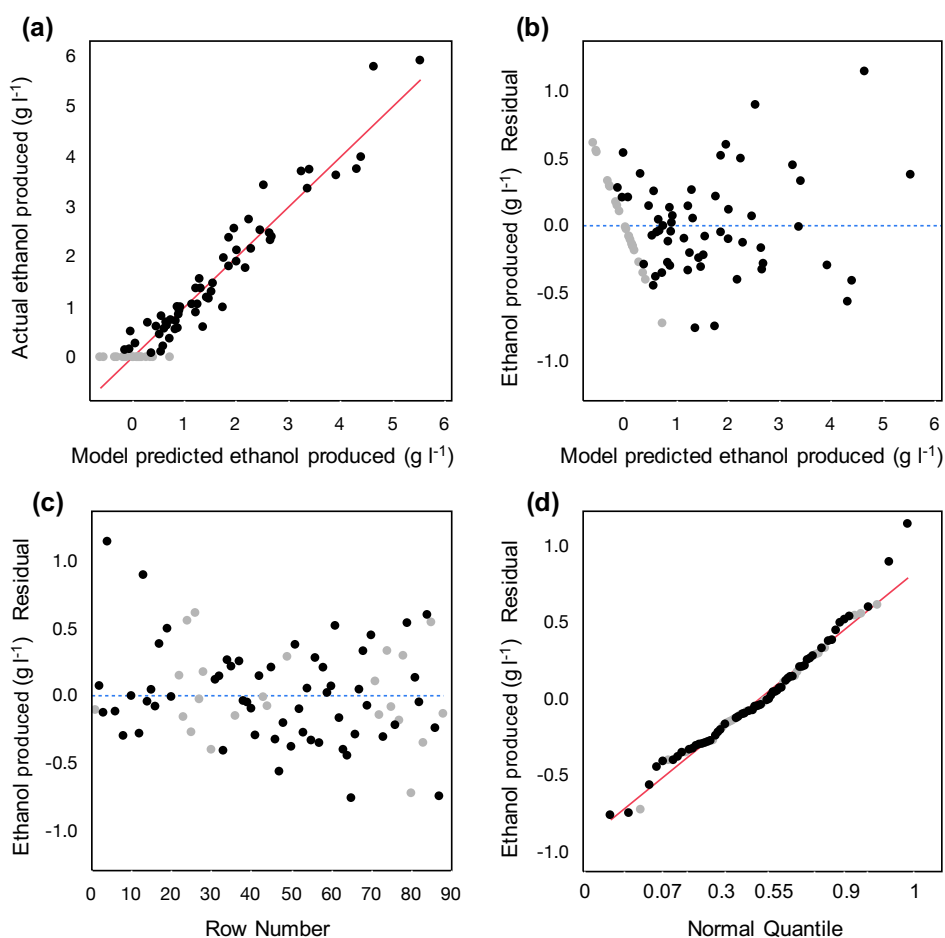 (a)
Actual ethanol produced (g l-1)
6
5
4
3
2
1
0
0 1 2 3 4 5 6
Model predicted ethanol produced (g l-1)
(b)
Ethanol produced (g l-1) Residual
1.0
0.5
0.0
-0.5
-1.0
0 1 2 3 4 5 6
Model predicted ethanol produced (g l-1)
(c)
Ethanol produced (g l-1) Residual
1.0
0.5
0.0
-0.5
-1.0
0 10 20 30 40 50 60 70 80 90
Row Number
(d)
Ethanol produced (g l-1) Residual
1.0
0.5
0.0
-0.5
-1.0
0 0.07 0.3 0.55 0.9 1
Normal Quantile